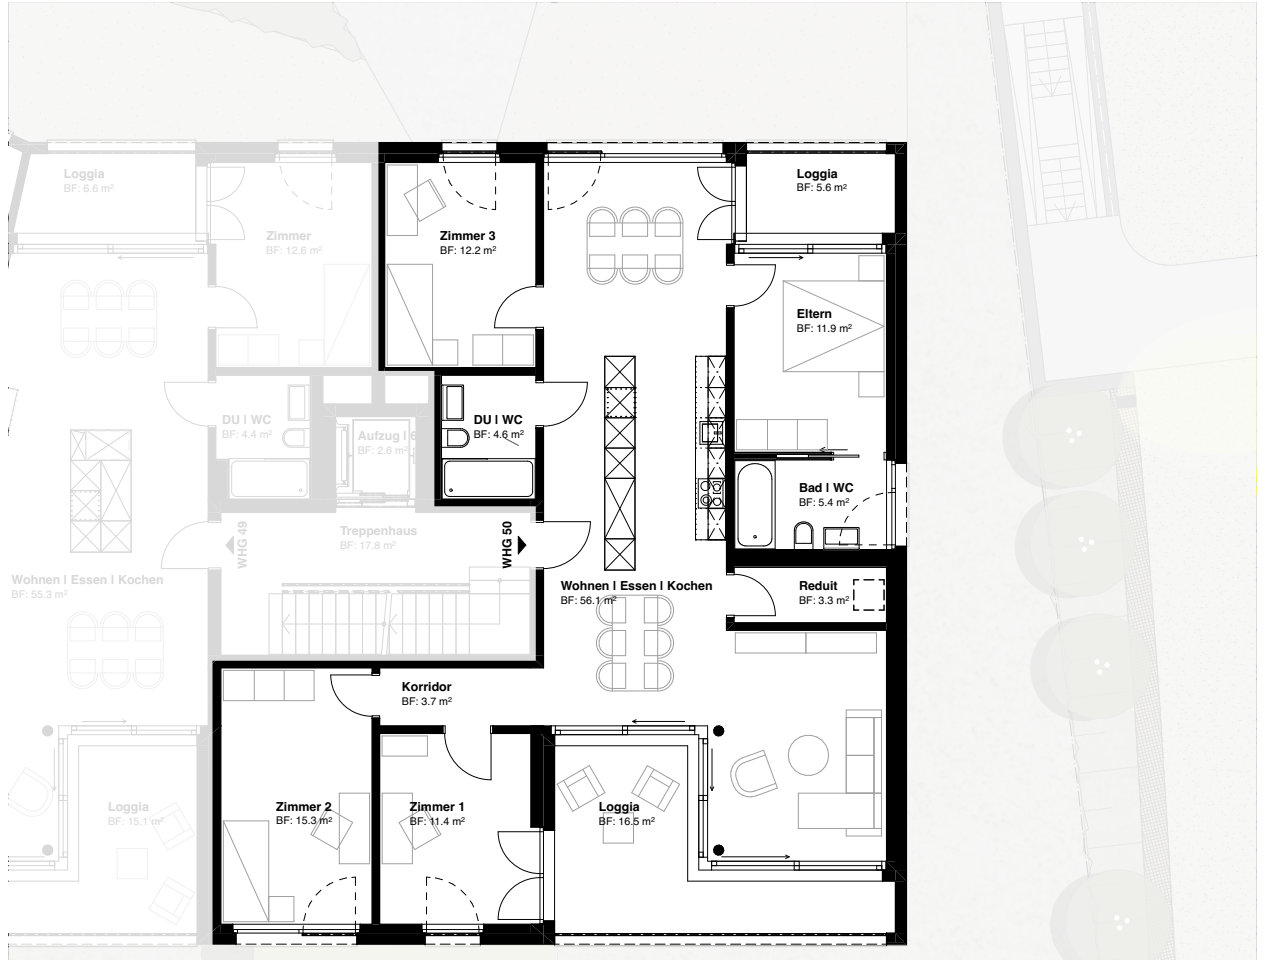 Loggia
BF: 6.6 m²
Zimmer
BF: 12.6 m²
Zimmer 3
BF: 12.2 m²
Loggia
BF: 5.6 m²
Eltern
BF: 11.9 m²
DU I WC
BF: 4.4 m²
Aufzug I
BF: 2.6 m²
DU I WC
BF: 4.6 m²
Bad I WC
BF: 5.4 m²
WHG 49
Treppenhaus
BF: 17.8 m²
WHG 50
Wohnen I Essen I Kochen
BF: 55.3 m²
Wohnen I Essen I Kochen
BF: 56.1 m²
Reduit
BF: 3.3 m²
Korridor
BF: 3.7 m²
Loggia
BF: 15.1 m²
Zimmer 2
BF: 15.3 m²
Zimmer 1
BF: 11.4 m²
Loggia
BF: 16.5 m²